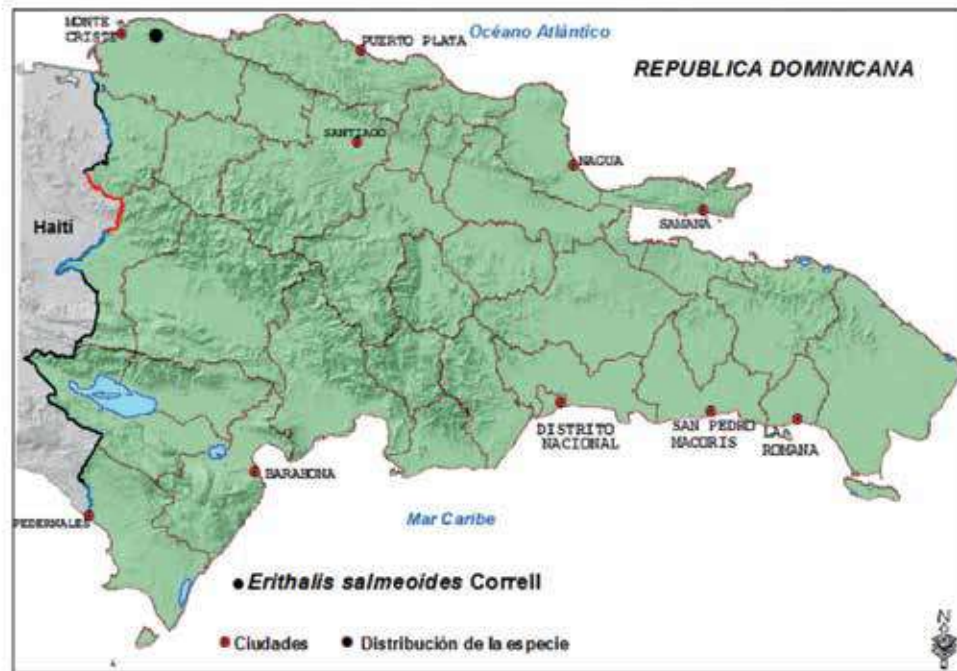 MONTE
CRISTI
Océano Atlántico
PUERTO PLATA
REPUBLICA DOMINICANA
SANTIAGO
NAGUA
SAMANA
Haití
DISTRITO
NACIONAL
SAN PEDRO
MACORIS
LA
ROMANA
BARAHONA
PEDERNALES
Mar Caribe
Erithalis salmeoides Correll
Ciudades
Distribución de la especie
N